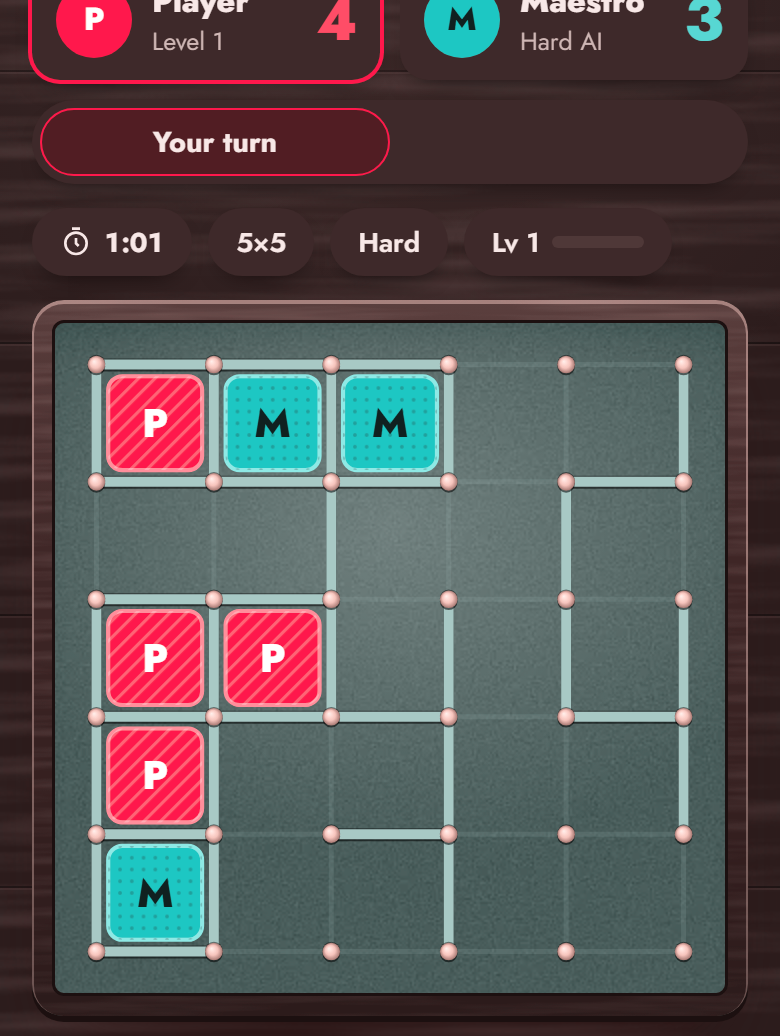 P Player 4 M Maestro 3
Level 1 Hard AI
Your turn
1:01 5×5 Hard Lv 1
P M M
P P
P
M